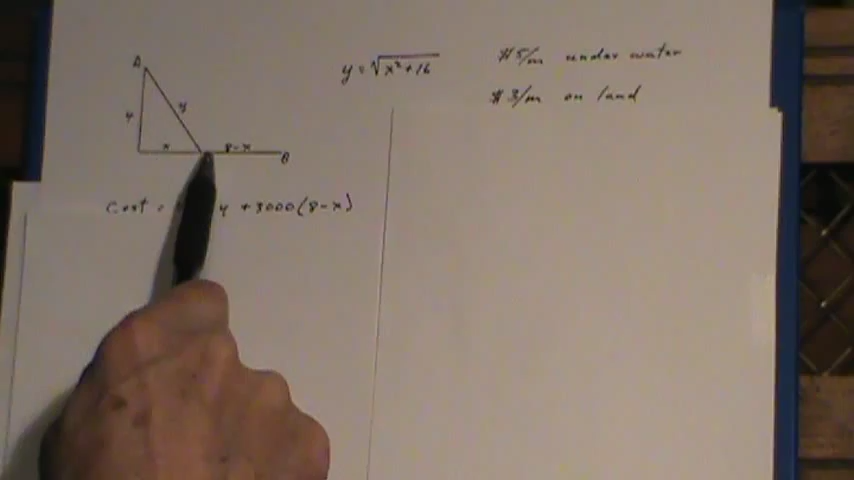 A
y = √x²+16
$5/m under water
$3/m on land
4
y
x
8-x
B
Cost = y +3000(8-x)